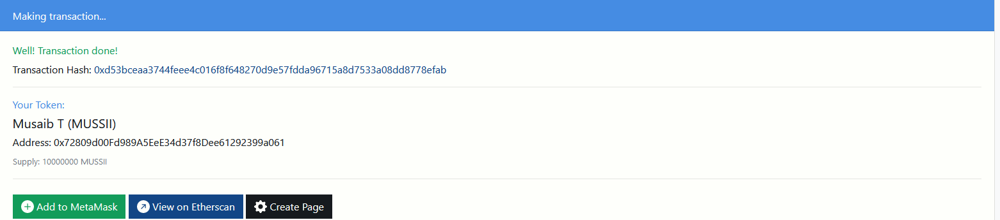 Making transaction...
Well! Transaction done!
Transaction Hash: 0xd53bceaa3744feee4c016f8f648270d9e57fdda96715a8d7533a08dd8778efab
Your Token:
Musaib T (MUSSII)
Address: 0x72809d00Fd989A5EeE34d37f8Dee61292399a061
Supply: 10000000 MUSSII
Add to MetaMask View on Etherscan Create Page